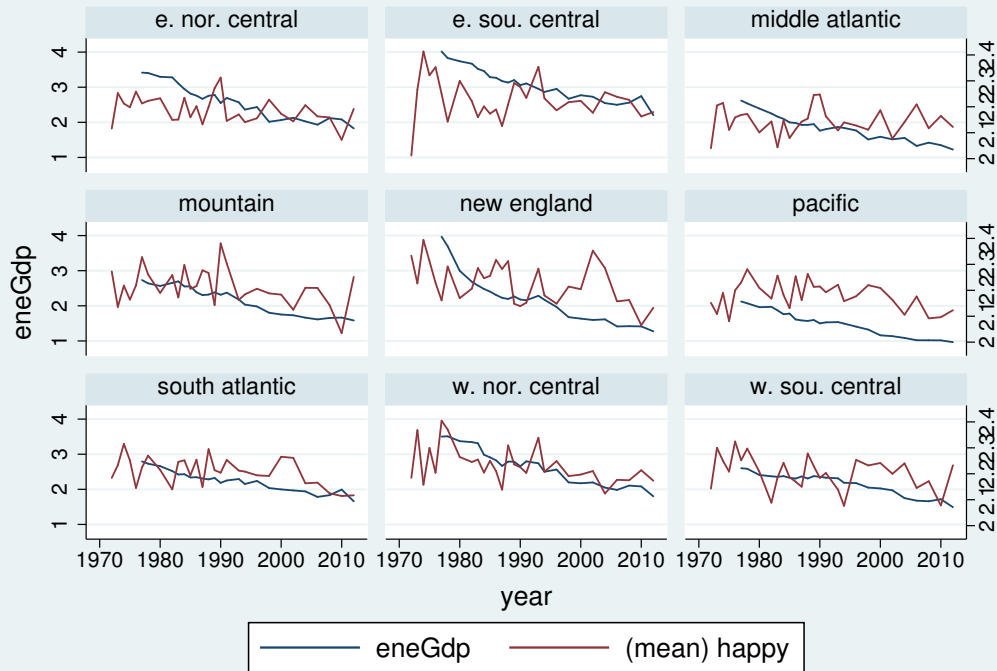 e. nor. central
e. sou. central
middle atlantic
4
3
2
1
2 2.1 2.2 2.3 2.4
mountain
new england
pacific
4
3
2
1
2 2.1 2.2 2.3 2.4
eneGdp
south atlantic
w. nor. central
w. sou. central
4
3
2
1
2 2.1 2.2 2.3 2.4
1970 1980 1990 2000 2010
1970 1980 1990 2000 2010
1970 1980 1990 2000 2010
year
eneGdp
(mean) happy